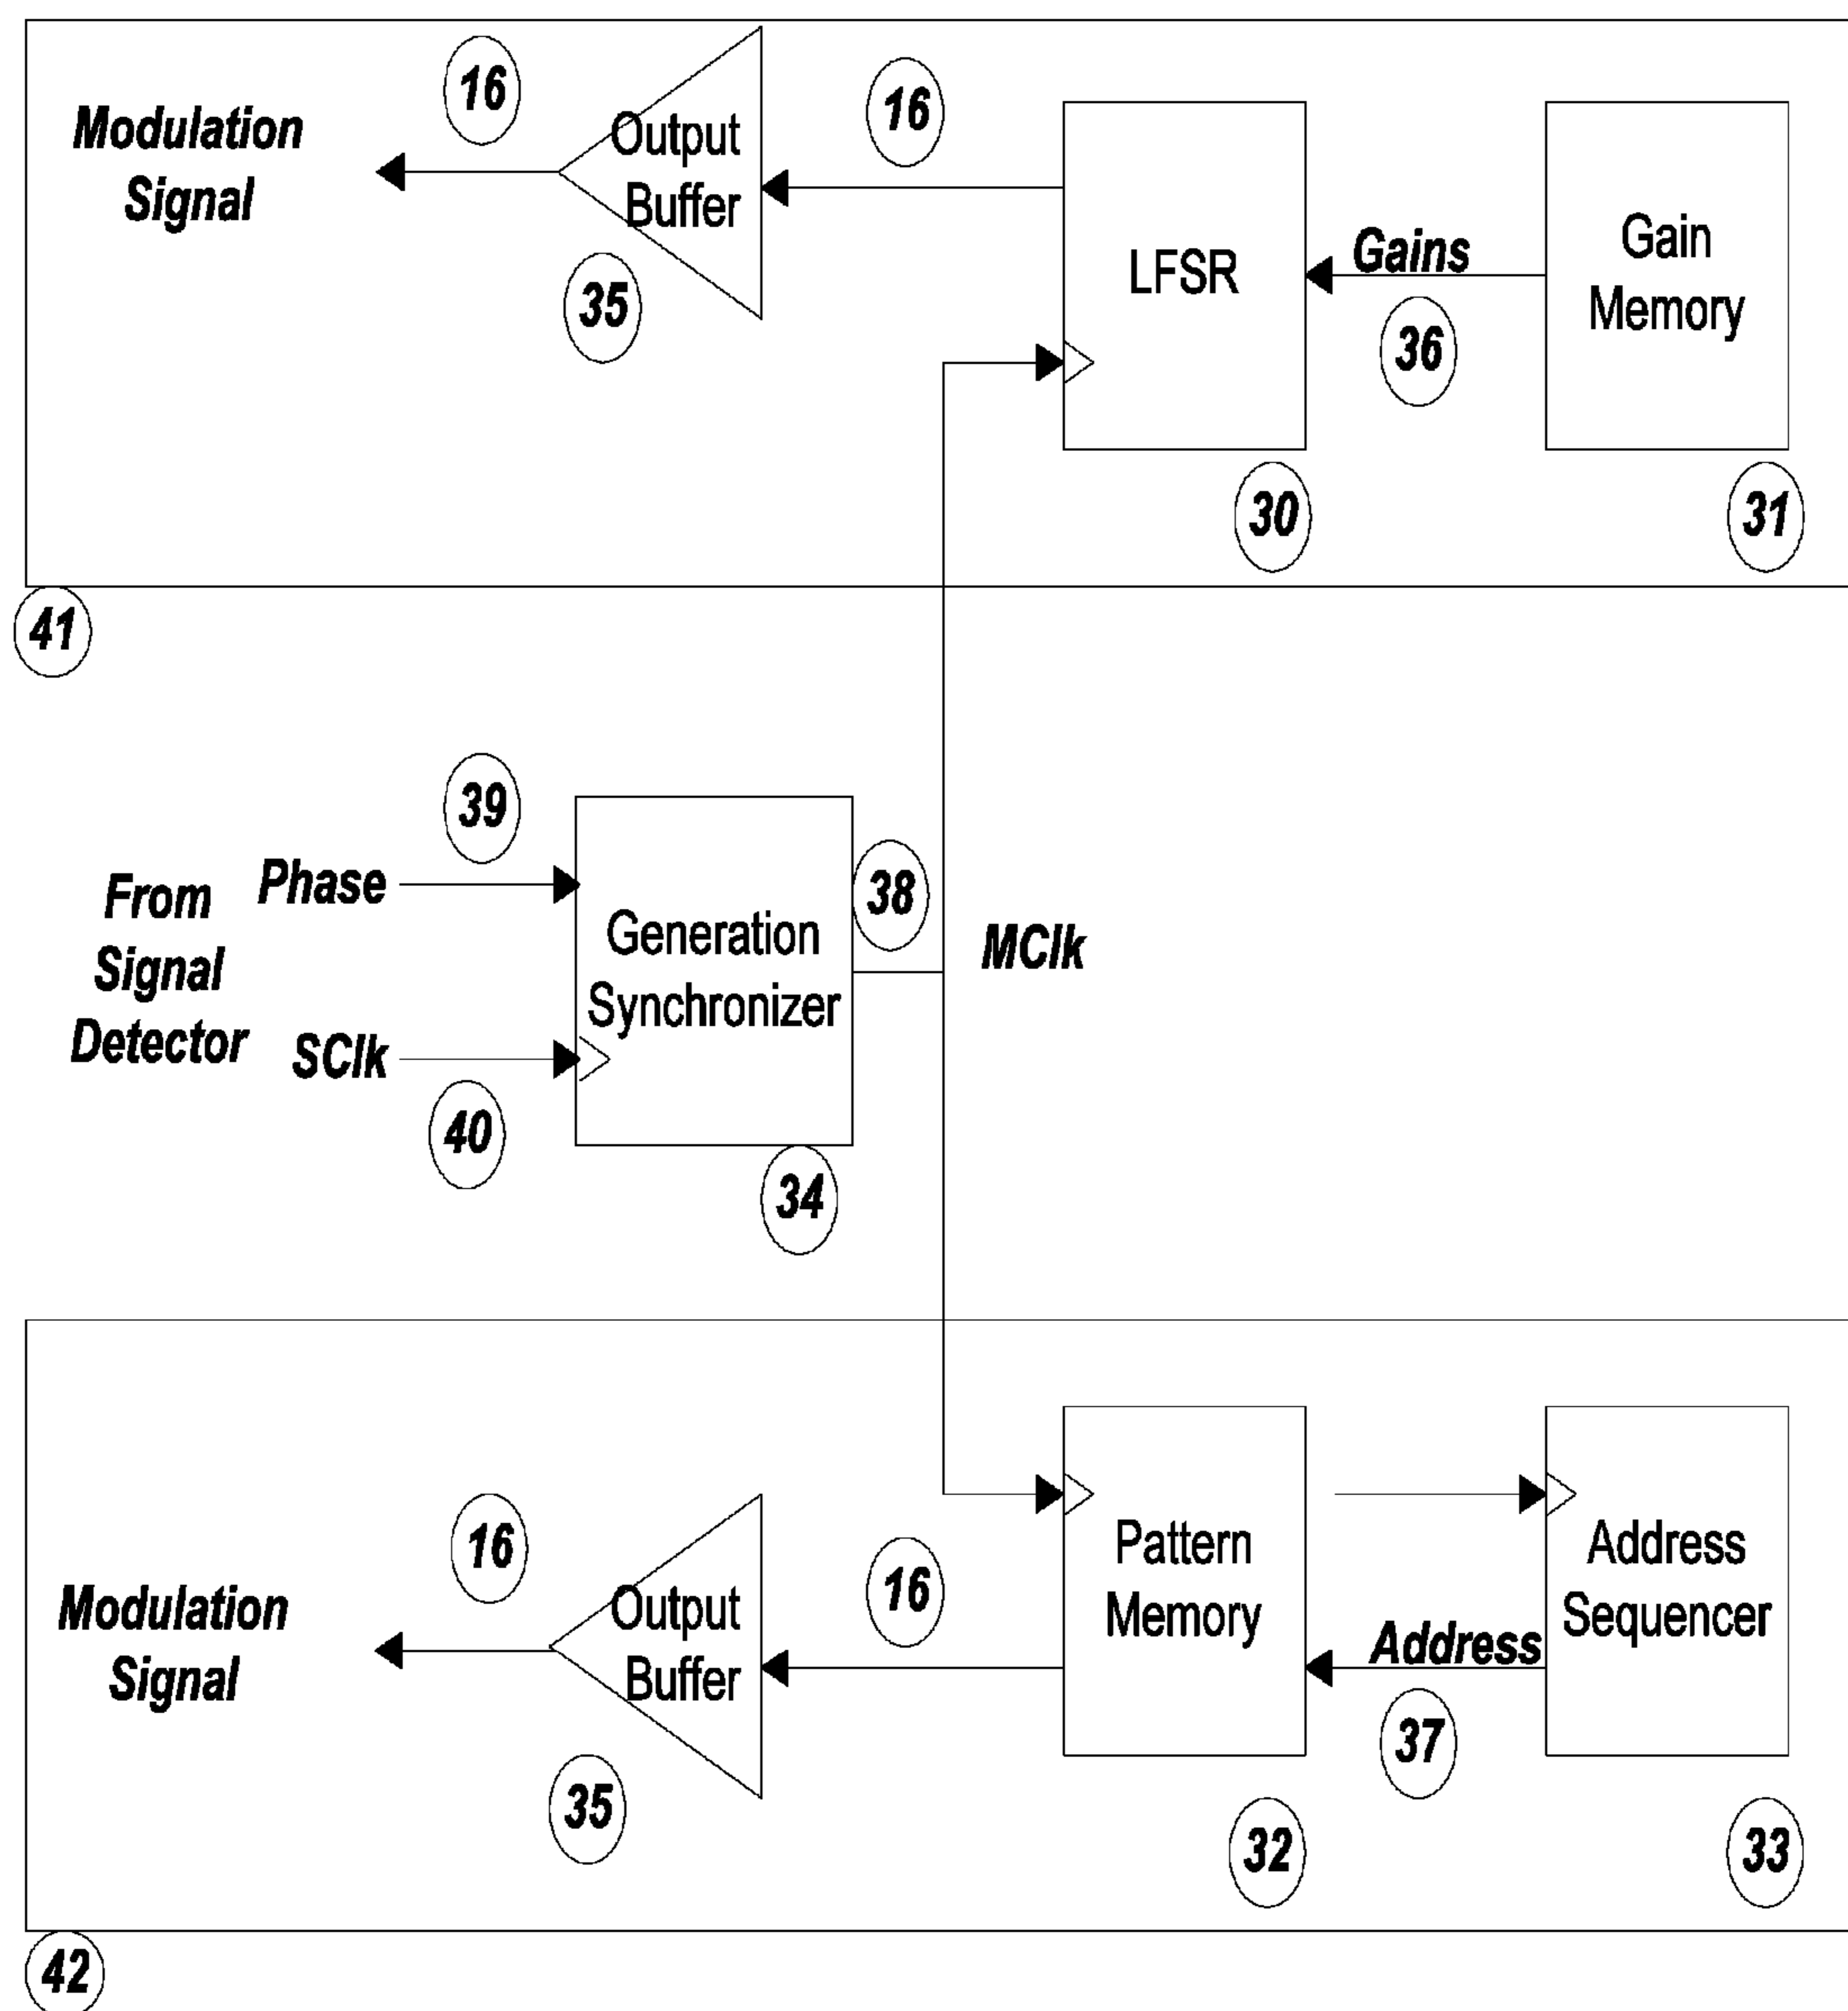 16
16
Modulation
Signal
Output
Buffer
LFSR
Gains
Gain
Memory
35
36
30
31
41
39
Phase
From
Signal
Detector
SClk
Generation
Synchronizer
38
MClk
40
34
16
16
Modulation
Signal
Output
Buffer
Pattern
Memory
Address
Address
Sequencer
37
35
32
33
42